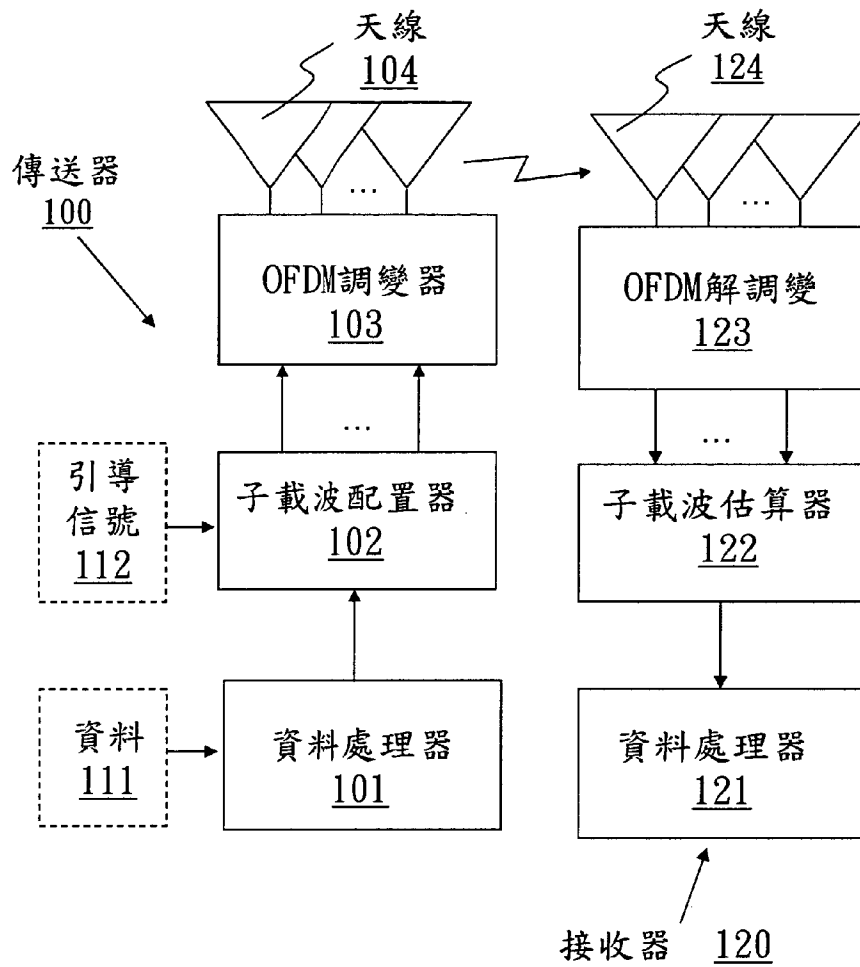 天線
104
天線
124
傳送器
100
OFDM調變器
103
OFDM解調變
123
…
…
…
…
引導
信號
112
子載波配置器
102
子載波估算器
122
資料
111
資料處理器
101
資料處理器
121
接收器 120